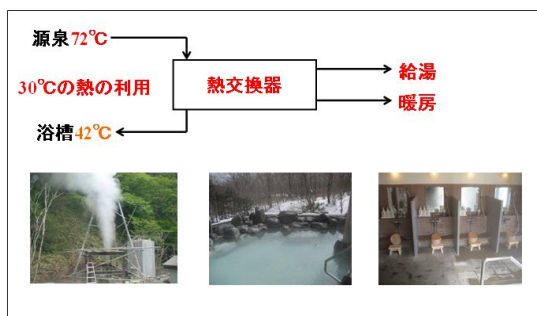 源泉72℃
30℃の熱の利用
熱交換器
給湯
暖房
浴槽42℃